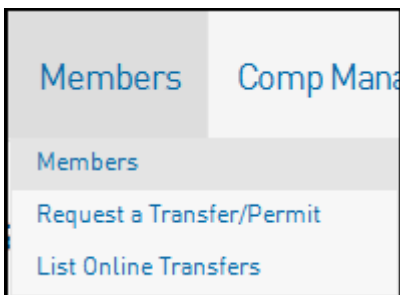 Members Comp Mana
Members
Request a Transfer/Permit
List Online Transfers